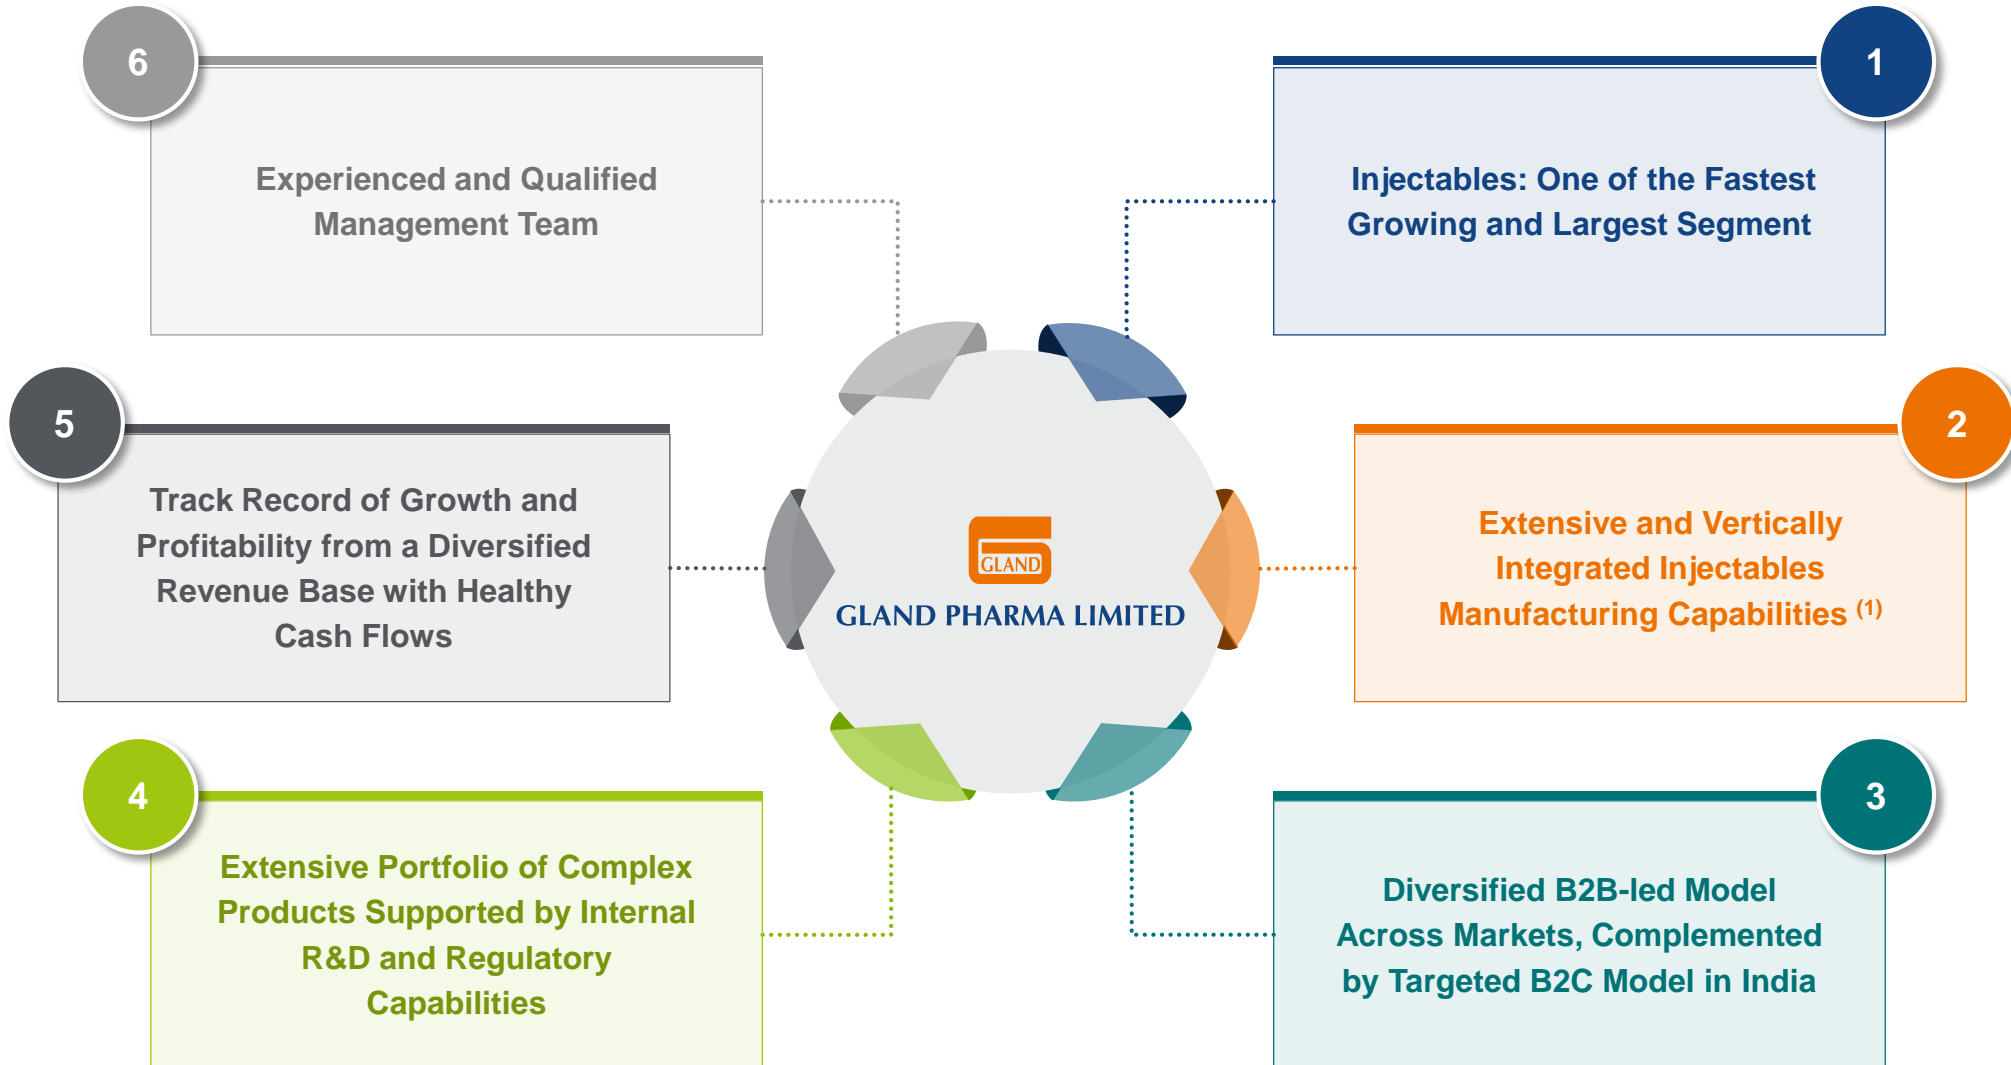 1
Injectables: One of the Fastest
Growing and Largest Segment
2
Extensive and Vertically
Integrated Injectables
Manufacturing Capabilities (1)
3
Diversified B2B-led Model
Across Markets, Complemented
by Targeted B2C Model in India
4
Extensive Portfolio of Complex
Products Supported by Internal
R&D and Regulatory
Capabilities
5
Track Record of Growth and
Profitability from a Diversified
Revenue Base with Healthy
Cash Flows
6
Experienced and Qualified
Management Team
GLAND
GLAND PHARMA LIMITED